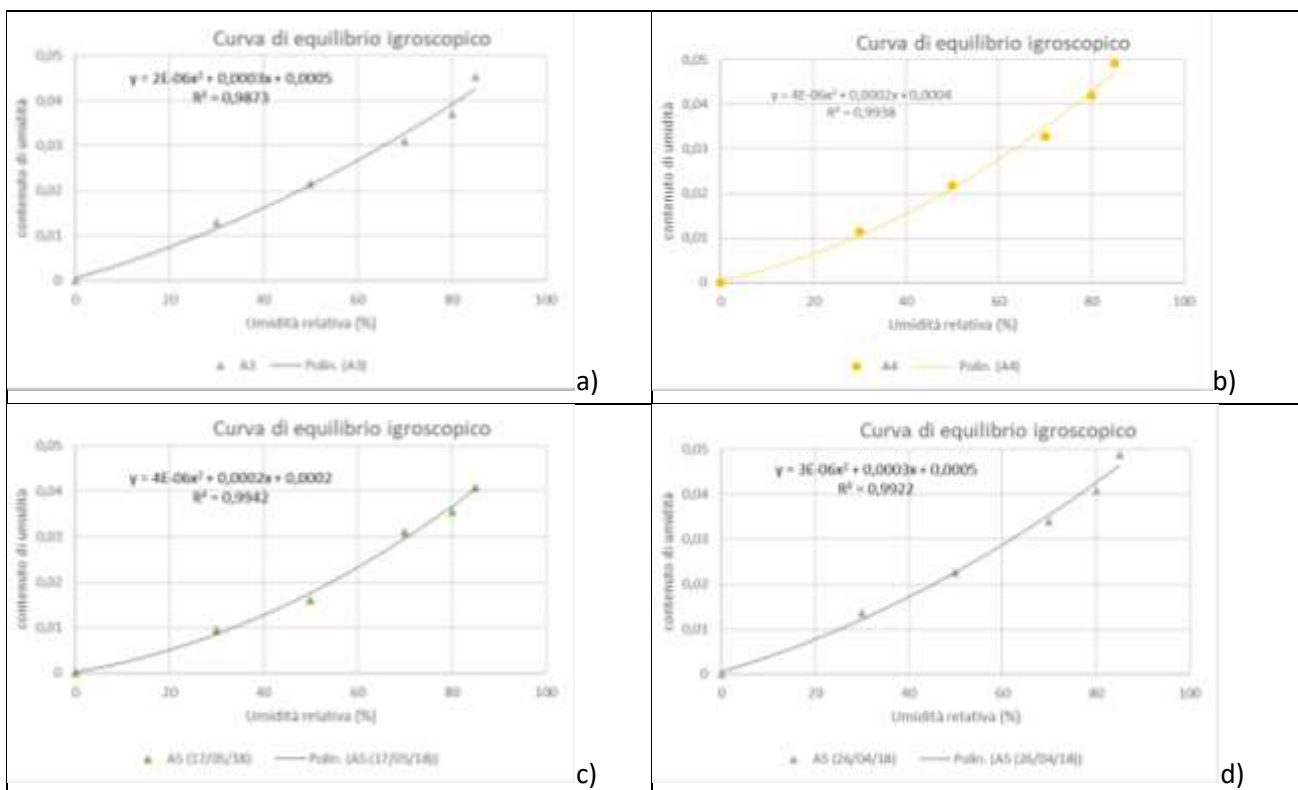 Curva di equilibrio igroscopico
y = 2E-06x² + 0,0003x + 0,0005
R² = 0,9873
contenuto di umidità
0,05
0,04
0,03
0,02
0,01
0
0 20 40 60 80 100
Umidità relativa (%)
A3 Polin. (A3)
a)
Curva di equilibrio igroscopico
y = 4E-06x² + 0,0002x + 0,0004
R² = 0,9938
contenuto di umidità
0,05
0,04
0,03
0,02
0,01
0
0 20 40 60 80 100
Umidità relativa (%)
A4 Polin. (A4)
b)
Curva di equilibrio igroscopico
y = 4E-06x² + 0,0002x + 0,0002
R² = 0,9942
contenuto di umidità
0,05
0,04
0,03
0,02
0,01
0
0 20 40 60 80 100
Umidità relativa (%)
A5 (17/05/18) Polin. (A5 (17/05/18))
c)
Curva di equilibrio igroscopico
y = 3E-06x² + 0,0003x + 0,0005
R² = 0,9922
contenuto di umidità
0,05
0,04
0,03
0,02
0,01
0
0 20 40 60 80 100
Umidità relativa (%)
A5 (26/04/18) Polin. (A5 (26/04/18))
d)